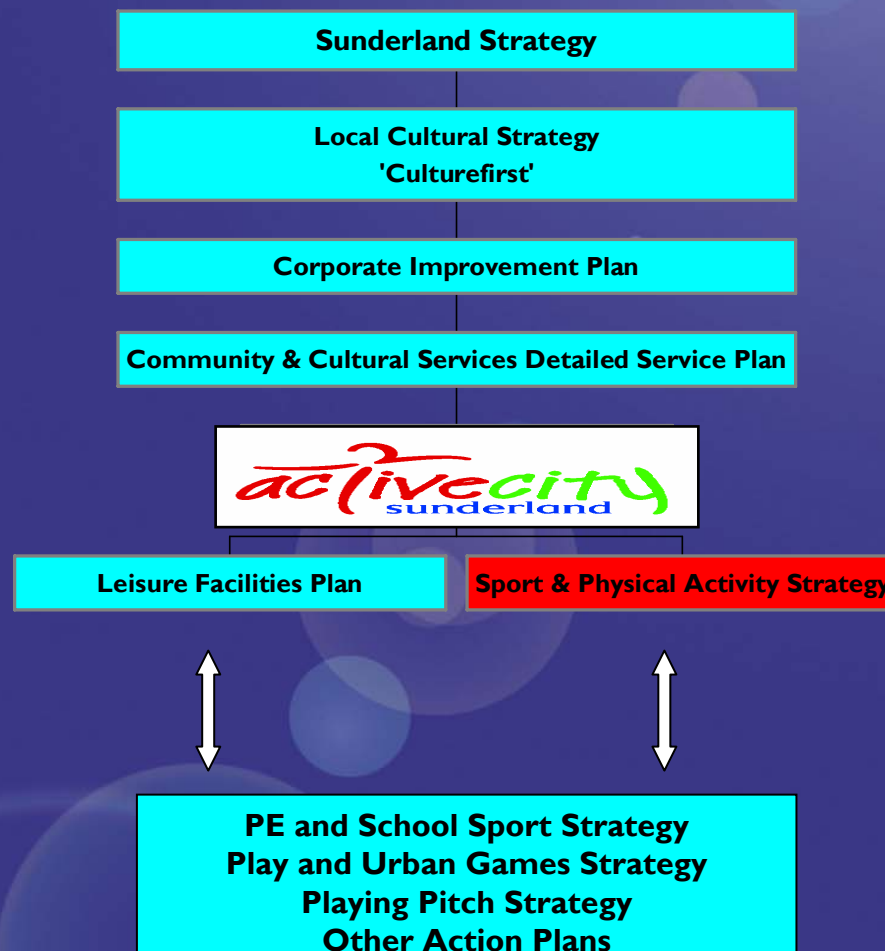 Sunderland Strategy
Local Cultural Strategy
'Culturefirst'
Corporate Improvement Plan
Community & Cultural Services Detailed Service Plan
activecity
sunderland
Leisure Facilities Plan
Sport & Physical Activity Strategy
PE and School Sport Strategy
Play and Urban Games Strategy
Playing Pitch Strategy
Other Action Plans